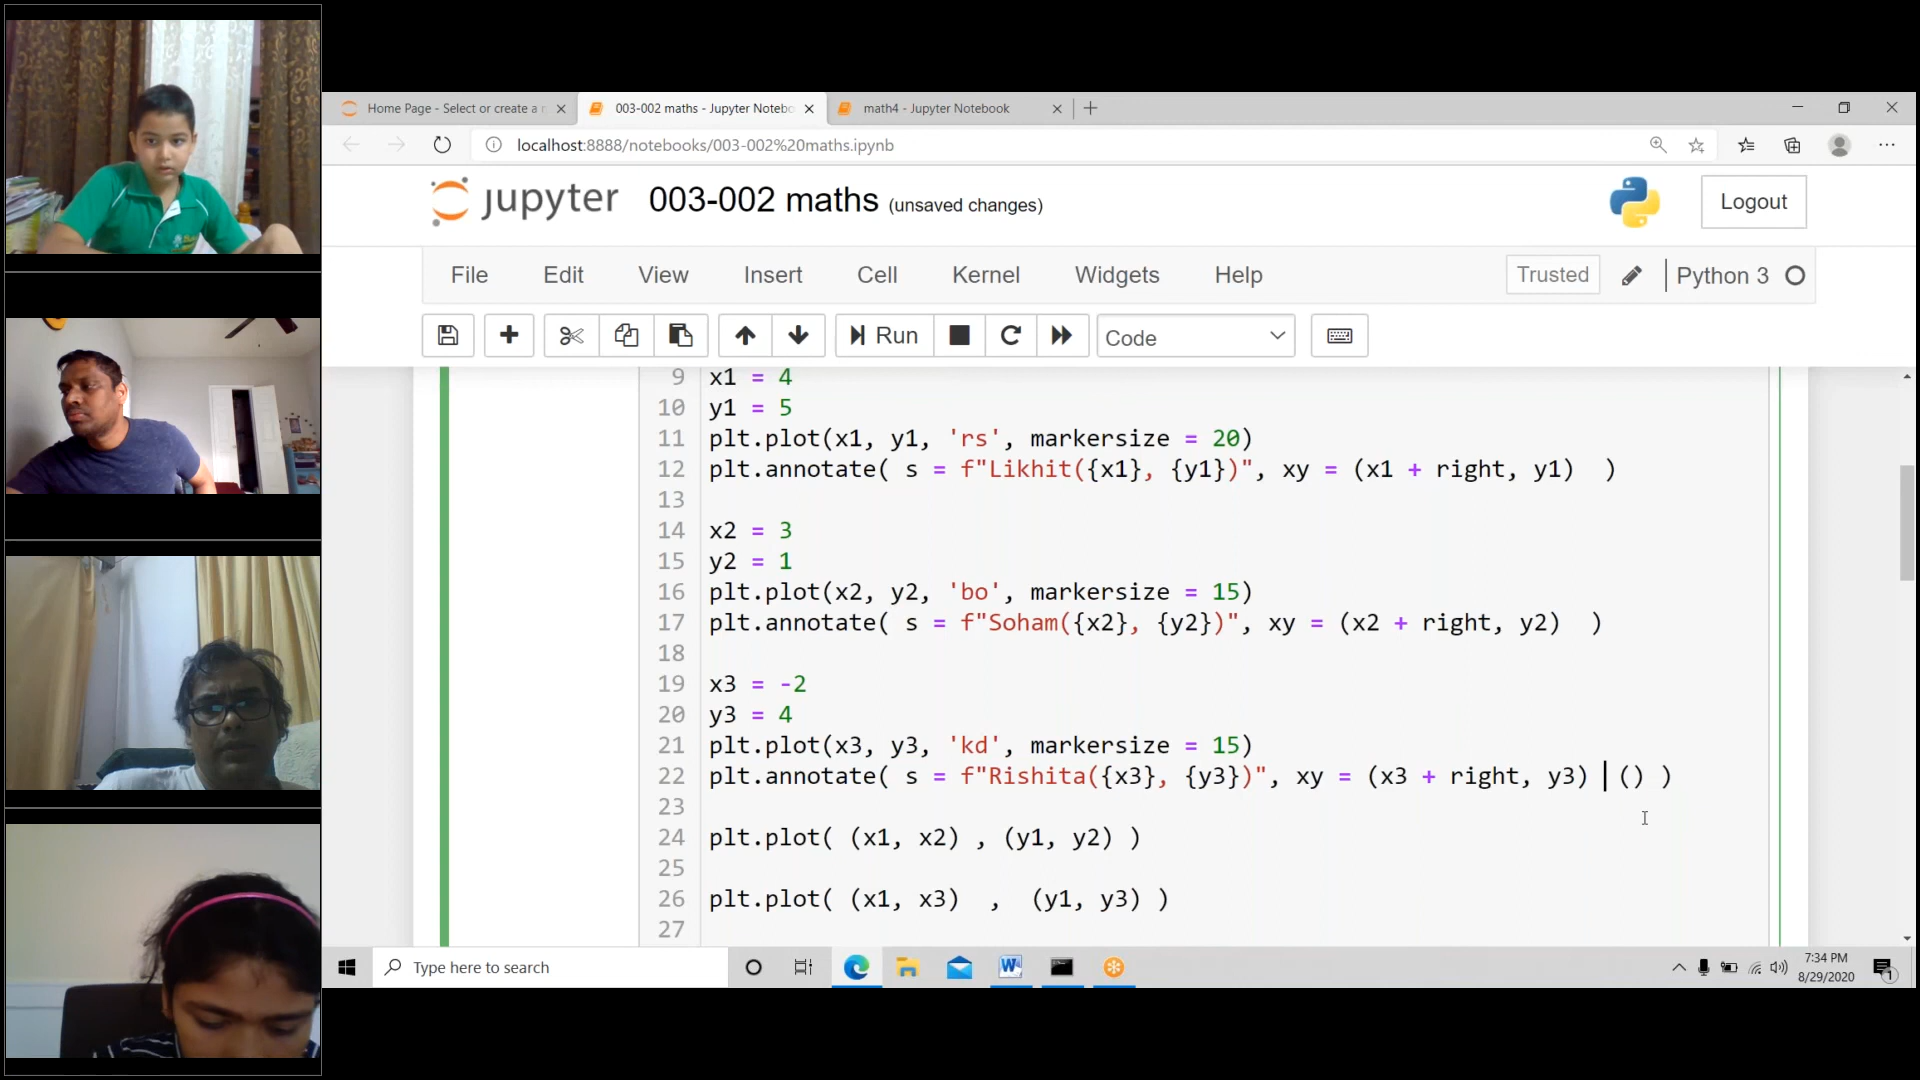 Home Page - Select or create a n
003-002 maths - Jupyter Notebo
math4 - Jupyter Notebook
localhost:8888/notebooks/003-002%20maths.ipynb
jupyter 003-002 maths (unsaved changes)
Logout
File Edit View Insert Cell Kernel Widgets Help
Trusted
Python 3
Run
Code
9 x1 = 4
10 y1 = 5
11 plt.plot(x1, y1, 'rs', markersize = 20)
12 plt.annotate( s = f"Likhit({x1}, {y1})", xy = (x1 + right, y1)  )
13
14 x2 = 3
15 y2 = 1
16 plt.plot(x2, y2, 'bo', markersize = 15)
17 plt.annotate( s = f"Soham({x2}, {y2})", xy = (x2 + right, y2)  )
18
19 x3 = -2
20 y3 = 4
21 plt.plot(x3, y3, 'kd', markersize = 15)
22 plt.annotate( s = f"Rishita({x3}, {y3})", xy = (x3 + right, y3) () )
23
24 plt.plot( (x1, x2) , (y1, y2) )
25
26 plt.plot( (x1, x3)  ,  (y1, y3) )
27
Type here to search
7:34 PM
8/29/2020
1